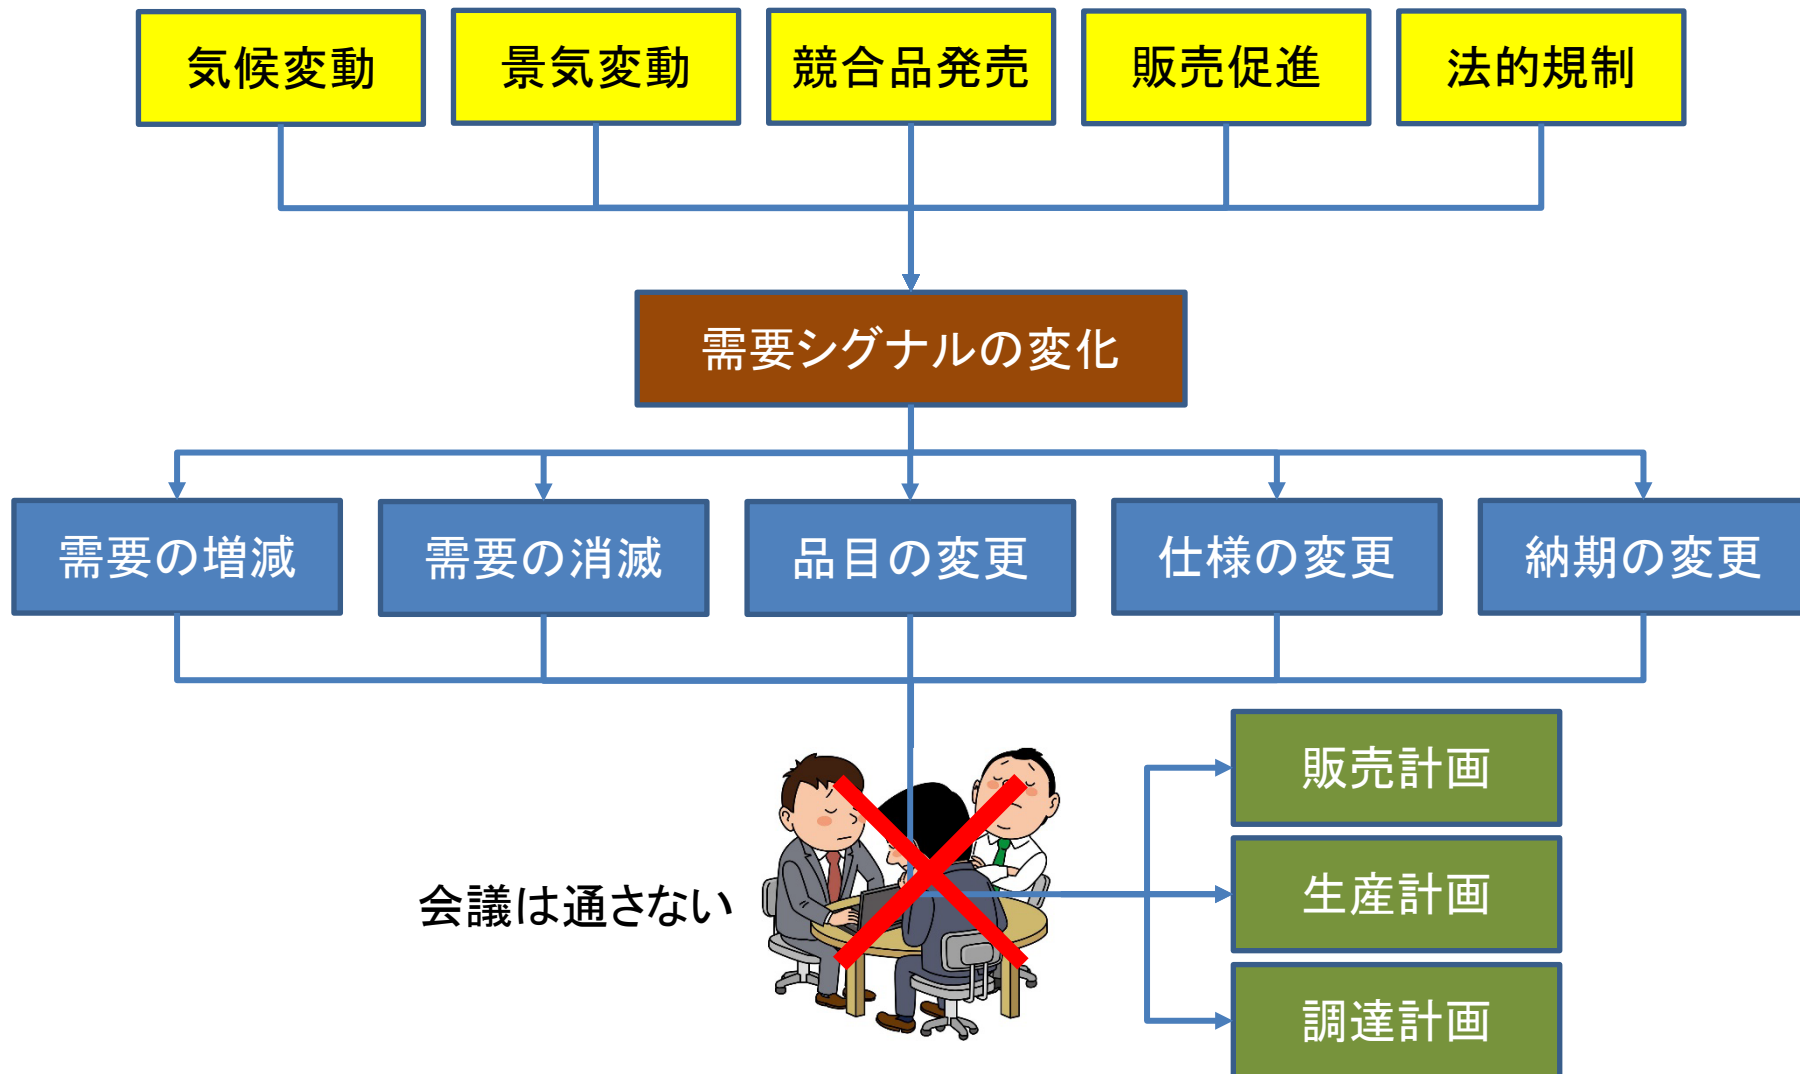 気候変動
景気変動
競合品発売
販売促進
法的規制
需要シグナルの変化
需要の増減
需要の消滅
品目の変更
仕様の変更
納期の変更
会議は通さない
販売計画
生産計画
調達計画